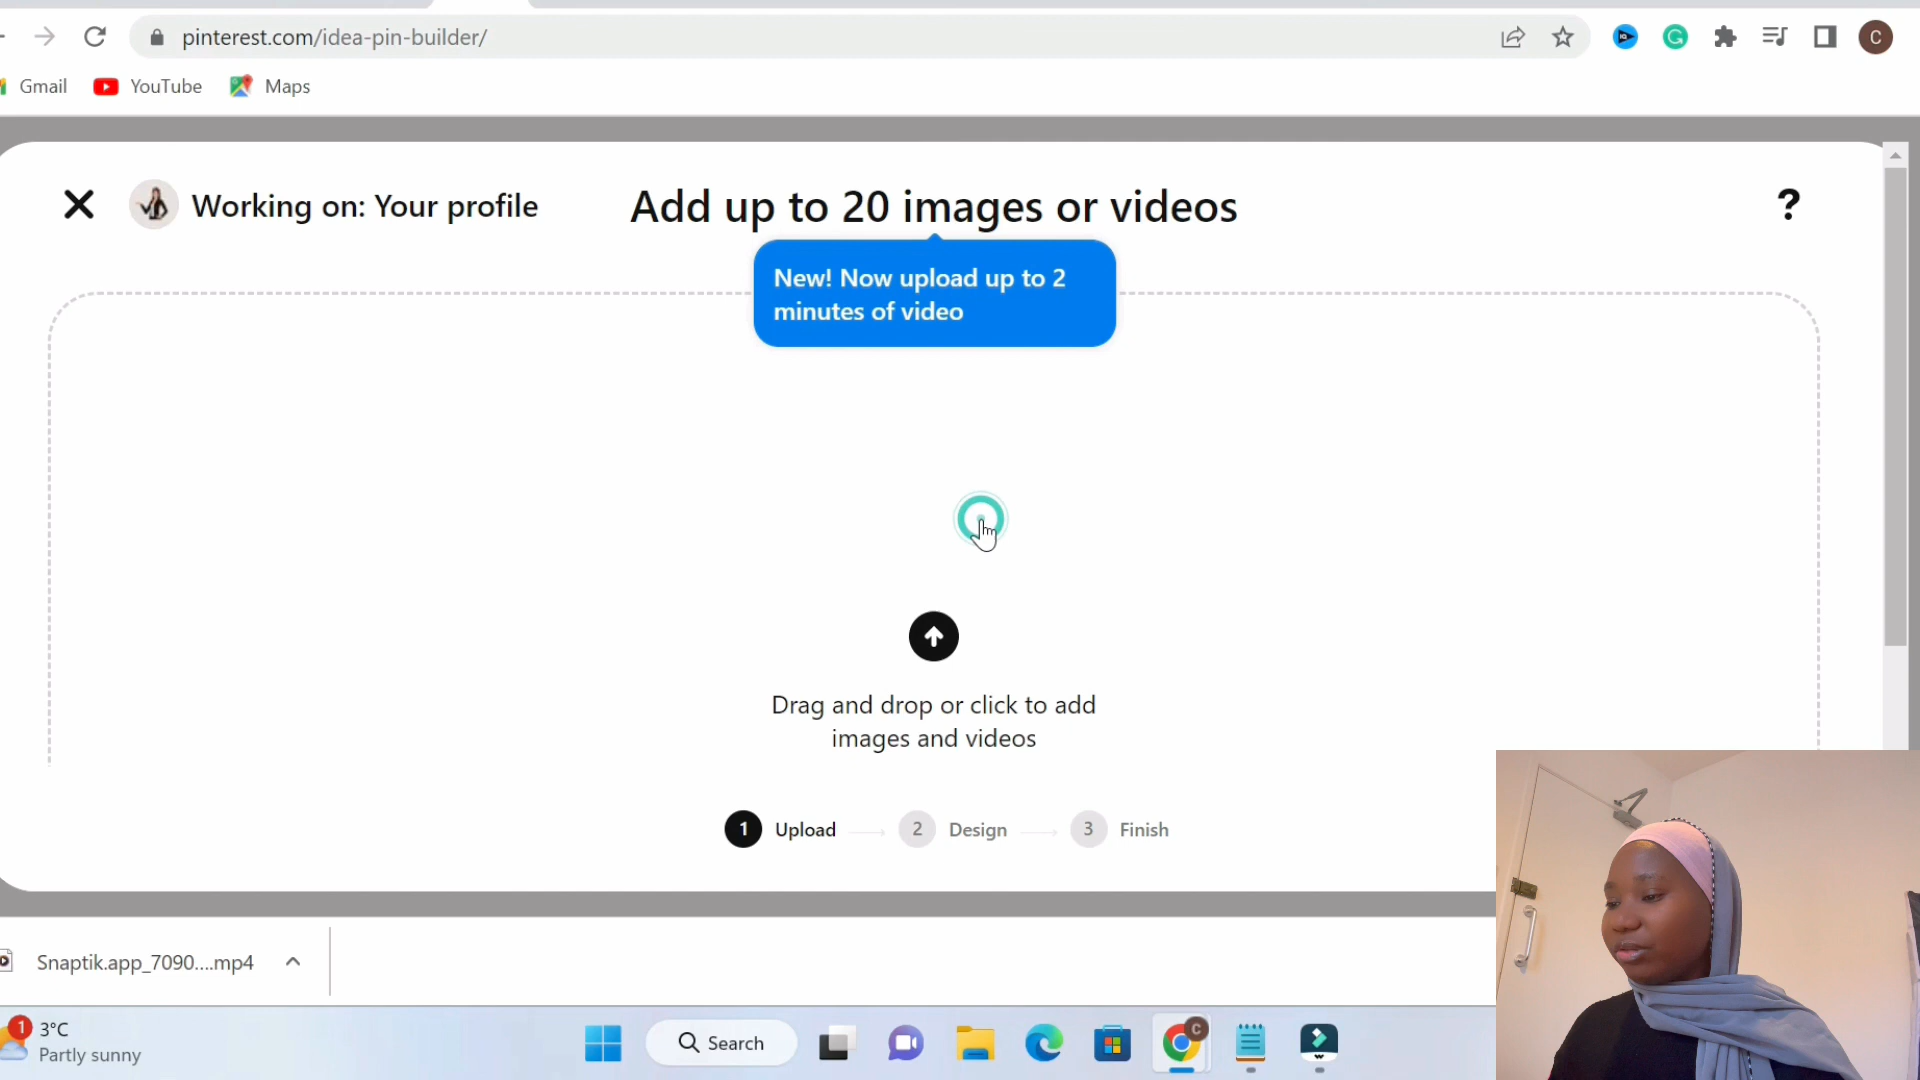 pinterest.com/idea-pin-builder/
C
Gmail
YouTube
Maps
Working on: Your profile
Add up to 20 images or videos
?
New! Now upload up to 2
minutes of video
Drag and drop or click to add
images and videos
1 Upload
2 Design
3 Finish
Snaptik.app_7090....mp4
1
3°C
Partly sunny
Search
C